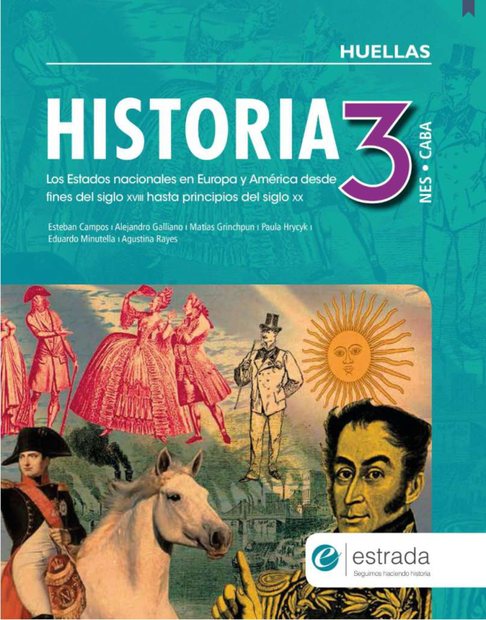 HUELLAS
HISTORIA 3
NES • CABA
Los Estados nacionales en Europa y América desde
fines del siglo XVIII hasta principios del siglo XX
Esteban Campos | Alejandro Galliano | Matías Grinchpun | Paula Hrycyk |
Eduardo Minutella | Agustina Rayes
e estrada
Seguimos haciendo historia